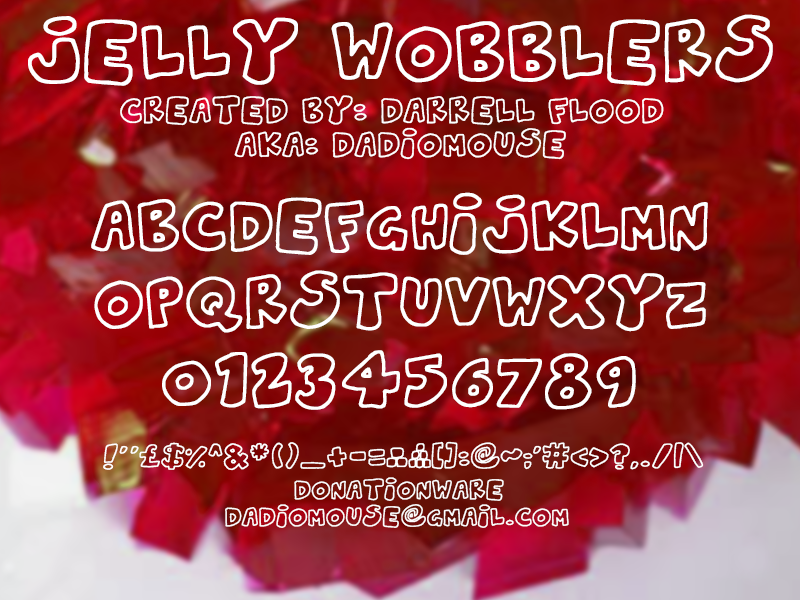 JELLY WOBBLERS
CREATED BY: DARRELL FLOOD
AKA: DADIOMOUSE
ABCDEFGHIJKLMN
OPQRSTUVWXYZ
0123456789
!"£$%^&*()_+-=[]:@~;'#<>?,./|\
DONATIONWARE
DADIOMOUSE@GMAIL.COM